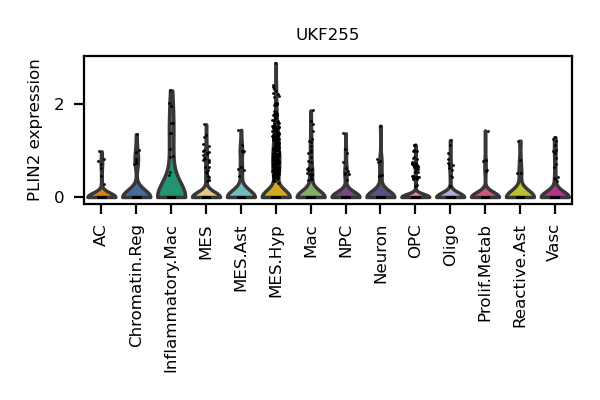 UKF255
PLIN2 expression
2
0
AC
Chromatin.Reg
Inflammatory.Mac
MES
MES.Ast
MES.Hyp
Mac
NPC
Neuron
OPC
Oligo
Prolif.Metab
Reactive.Ast
Vasc